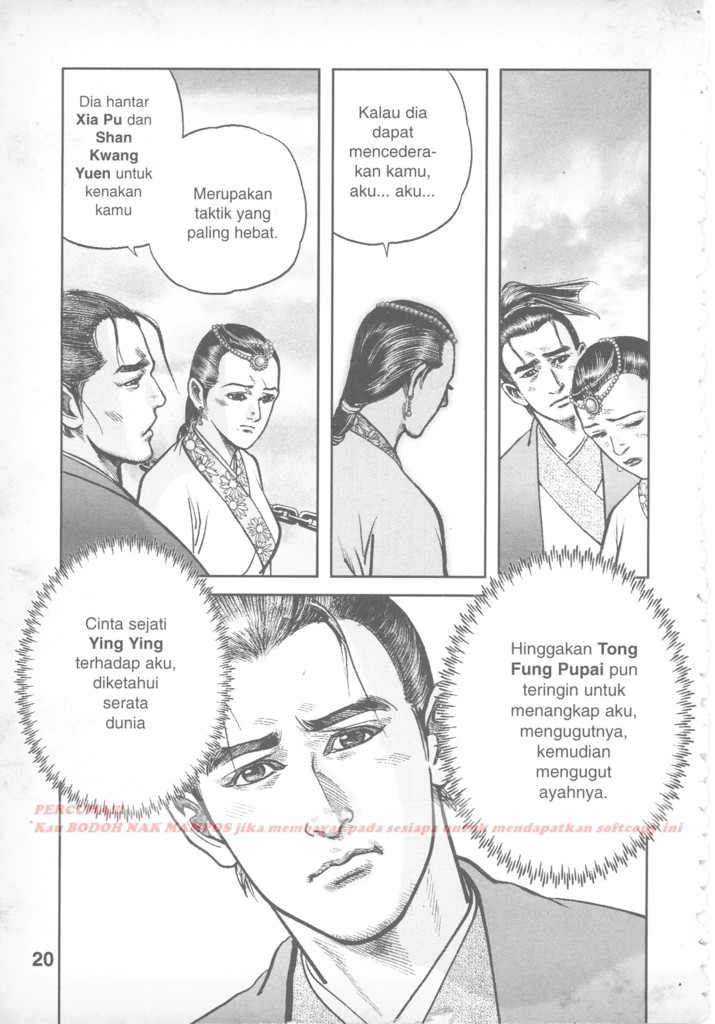 Dia hantar
Xia Pu dan
Shan
Kwang
Yuen untuk
kenakan
kamu
Merupakan
taktik yang
paling hebat.
Kalau dia
dapat
mencedera-
kan kamu,
aku... aku...
Cinta sejati
Ying Ying
terhadap aku,
diketahui
serata
dunia
Hinggakan Tong
Fung Pupai pun
teringin untuk
menangkap aku,
mengugutnya,
kemudian
mengugut
ayahnya.
Kau BODOH NAK jika membayar pada sesiapa untuk mendapatkan ini
20